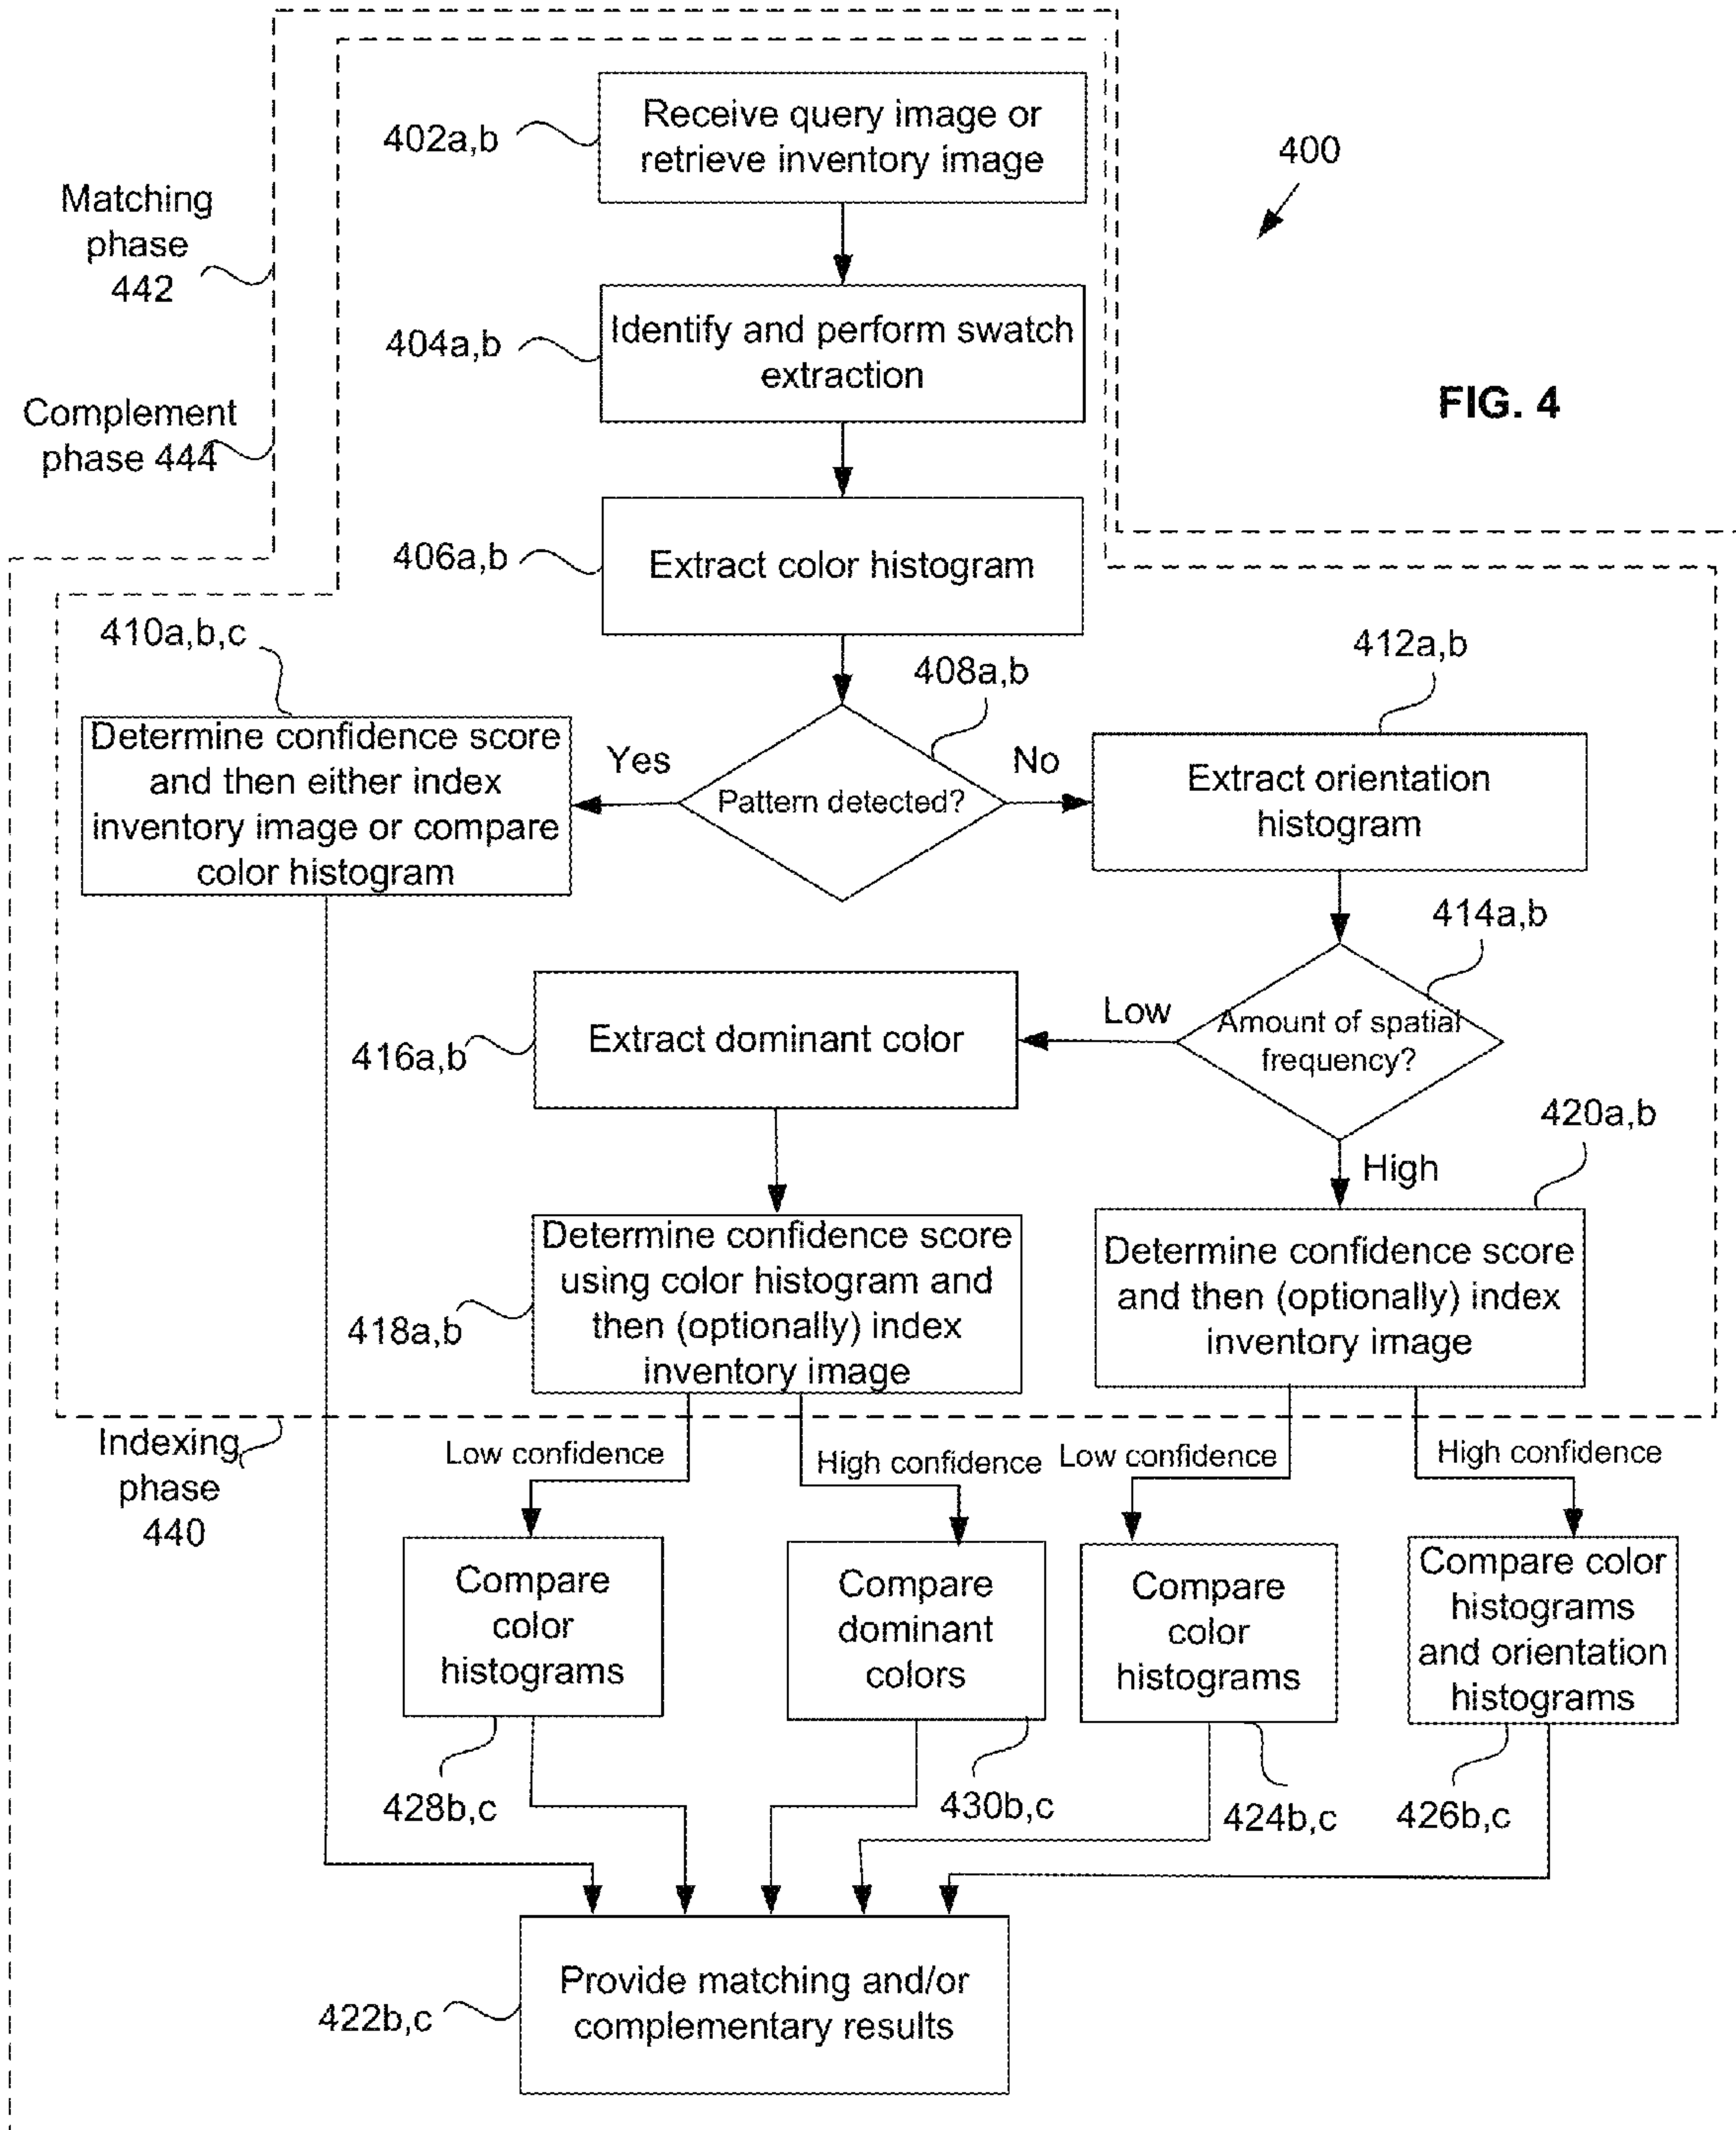 Receive query image or
retrieve inventory image
402a,b
400
Matching
phase
442
Identify and perform swatch
extraction
404a,b
FIG. 4
Complement
phase 444
Extract color histogram
406a,b
410a,b,c
408a,b
412a,b
Determine confidence score
and then either index
inventory image or compare
color histogram
Yes
Pattern detected?
No
Extract orientation
histogram
414a,b
Extract dominant color
416a,b
Low
Amount of spatial
frequency?
420a,b
High
Determine confidence score
using color histogram and
then (optionally) index
inventory image
418a,b
Determine confidence score
and then (optionally) index
inventory image
Indexing
phase
440
Low confidence
High confidence
Low confidence
High confidence
Compare
color
histograms
Compare
dominant
colors
Compare
color
histograms
Compare color
histograms
and orientation
histograms
428b,c
430b,c
424b,c
426b,c
Provide matching and/or
complementary results
422b,c